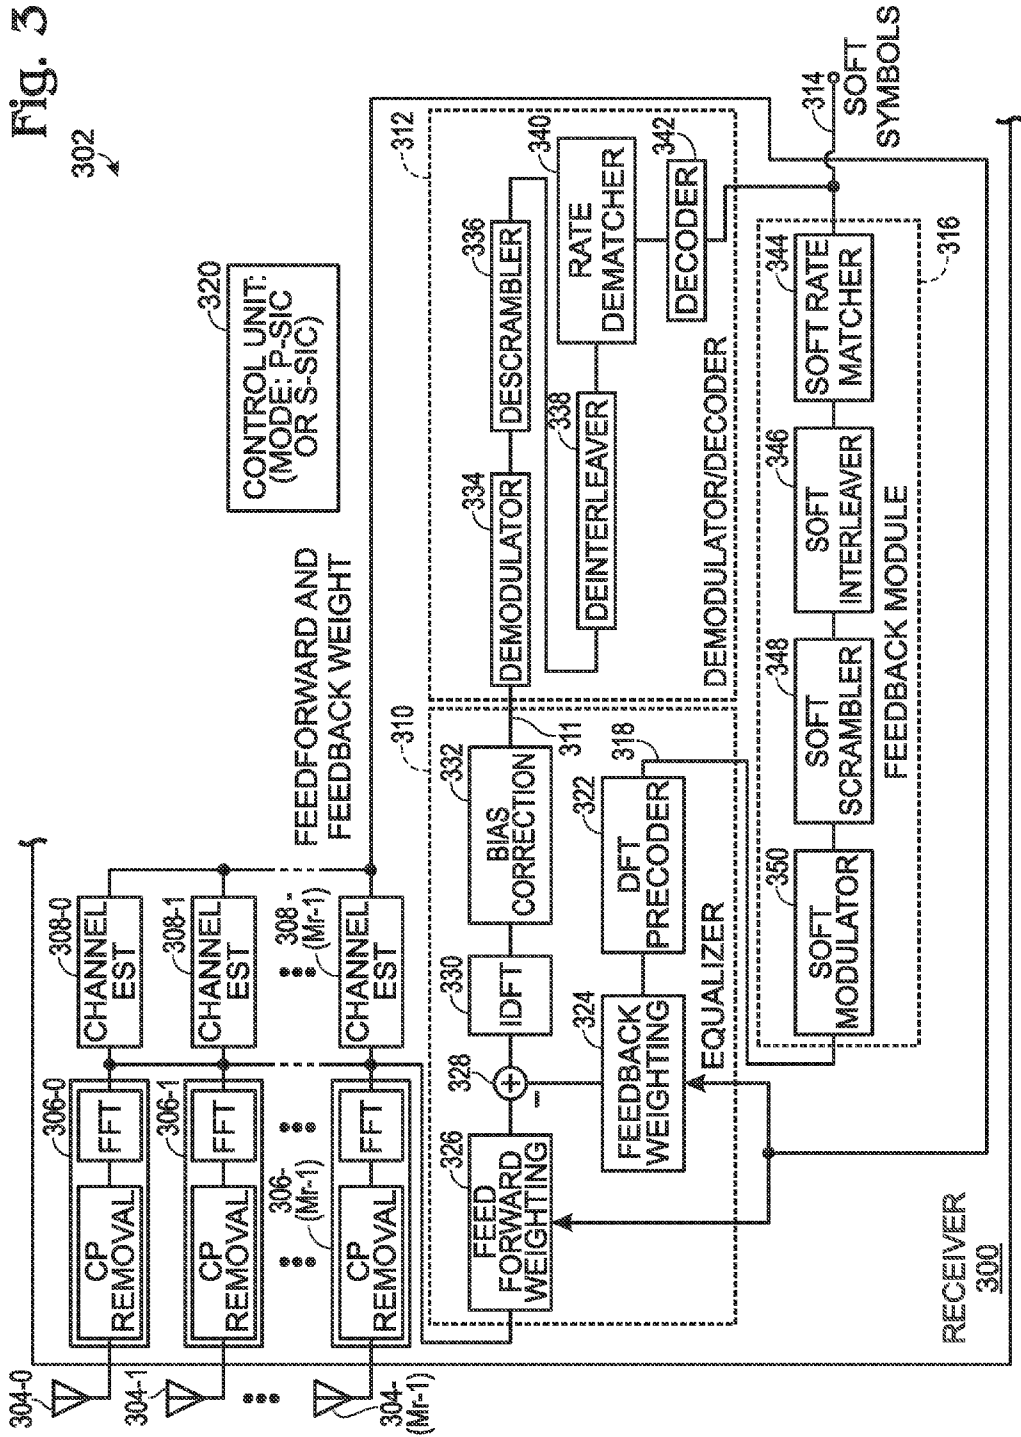 Fig. 3
302
304-0
304-1
304-
(Mr-1)
306-0
CP
REMOVAL
FFT
306-1
CP
REMOVAL
FFT
306-
(Mr-1)
CP
REMOVAL
FFT
308-0
CHANNEL
EST
308-1
CHANNEL
EST
308-
(Mr-1)
CHANNEL
EST
FEEDFORWARD AND
FEEDBACK WEIGHT
320
CONTROL UNIT:
(MODE: P-SIC
OR S-SIC)
310
326
FEED
FORWARD
WEIGHTING
328
+
-
330
IDFT
332
BIAS
CORRECTION
311
324
FEEDBACK
WEIGHTING
322
DFT
PRECODER
318
EQUALIZER
312
334
DEMODULATOR
336
DESCRAMBLER
338
DEINTERLEAVER
340
RATE
DEMATCHER
342
DECODER
DEMODULATOR/DECODER
314
SOFT
SYMBOLS
350
SOFT
MODULATOR
348
SOFT
SCRAMBLER
346
SOFT
INTERLEAVER
344
SOFT RATE
MATCHER
FEEDBACK MODULE
316
RECEIVER
300